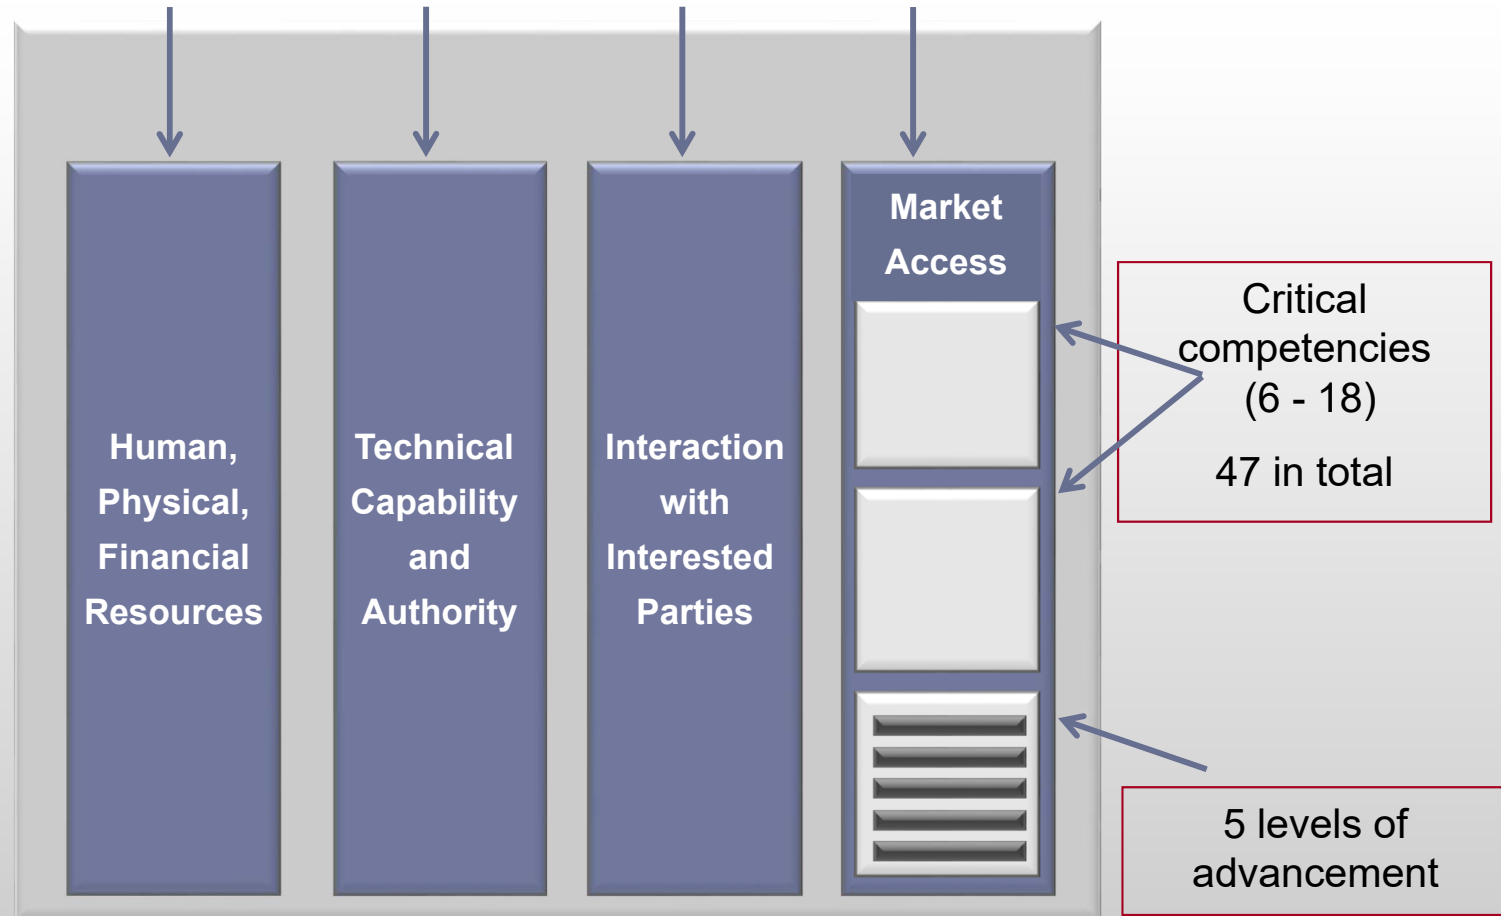 Human,
Physical,
Financial
Resources
Technical
Capability
and
Authority
Interaction
with
Interested
Parties
Market
Access
Critical
competencies
(6 - 18)
47 in total
5 levels of
advancement